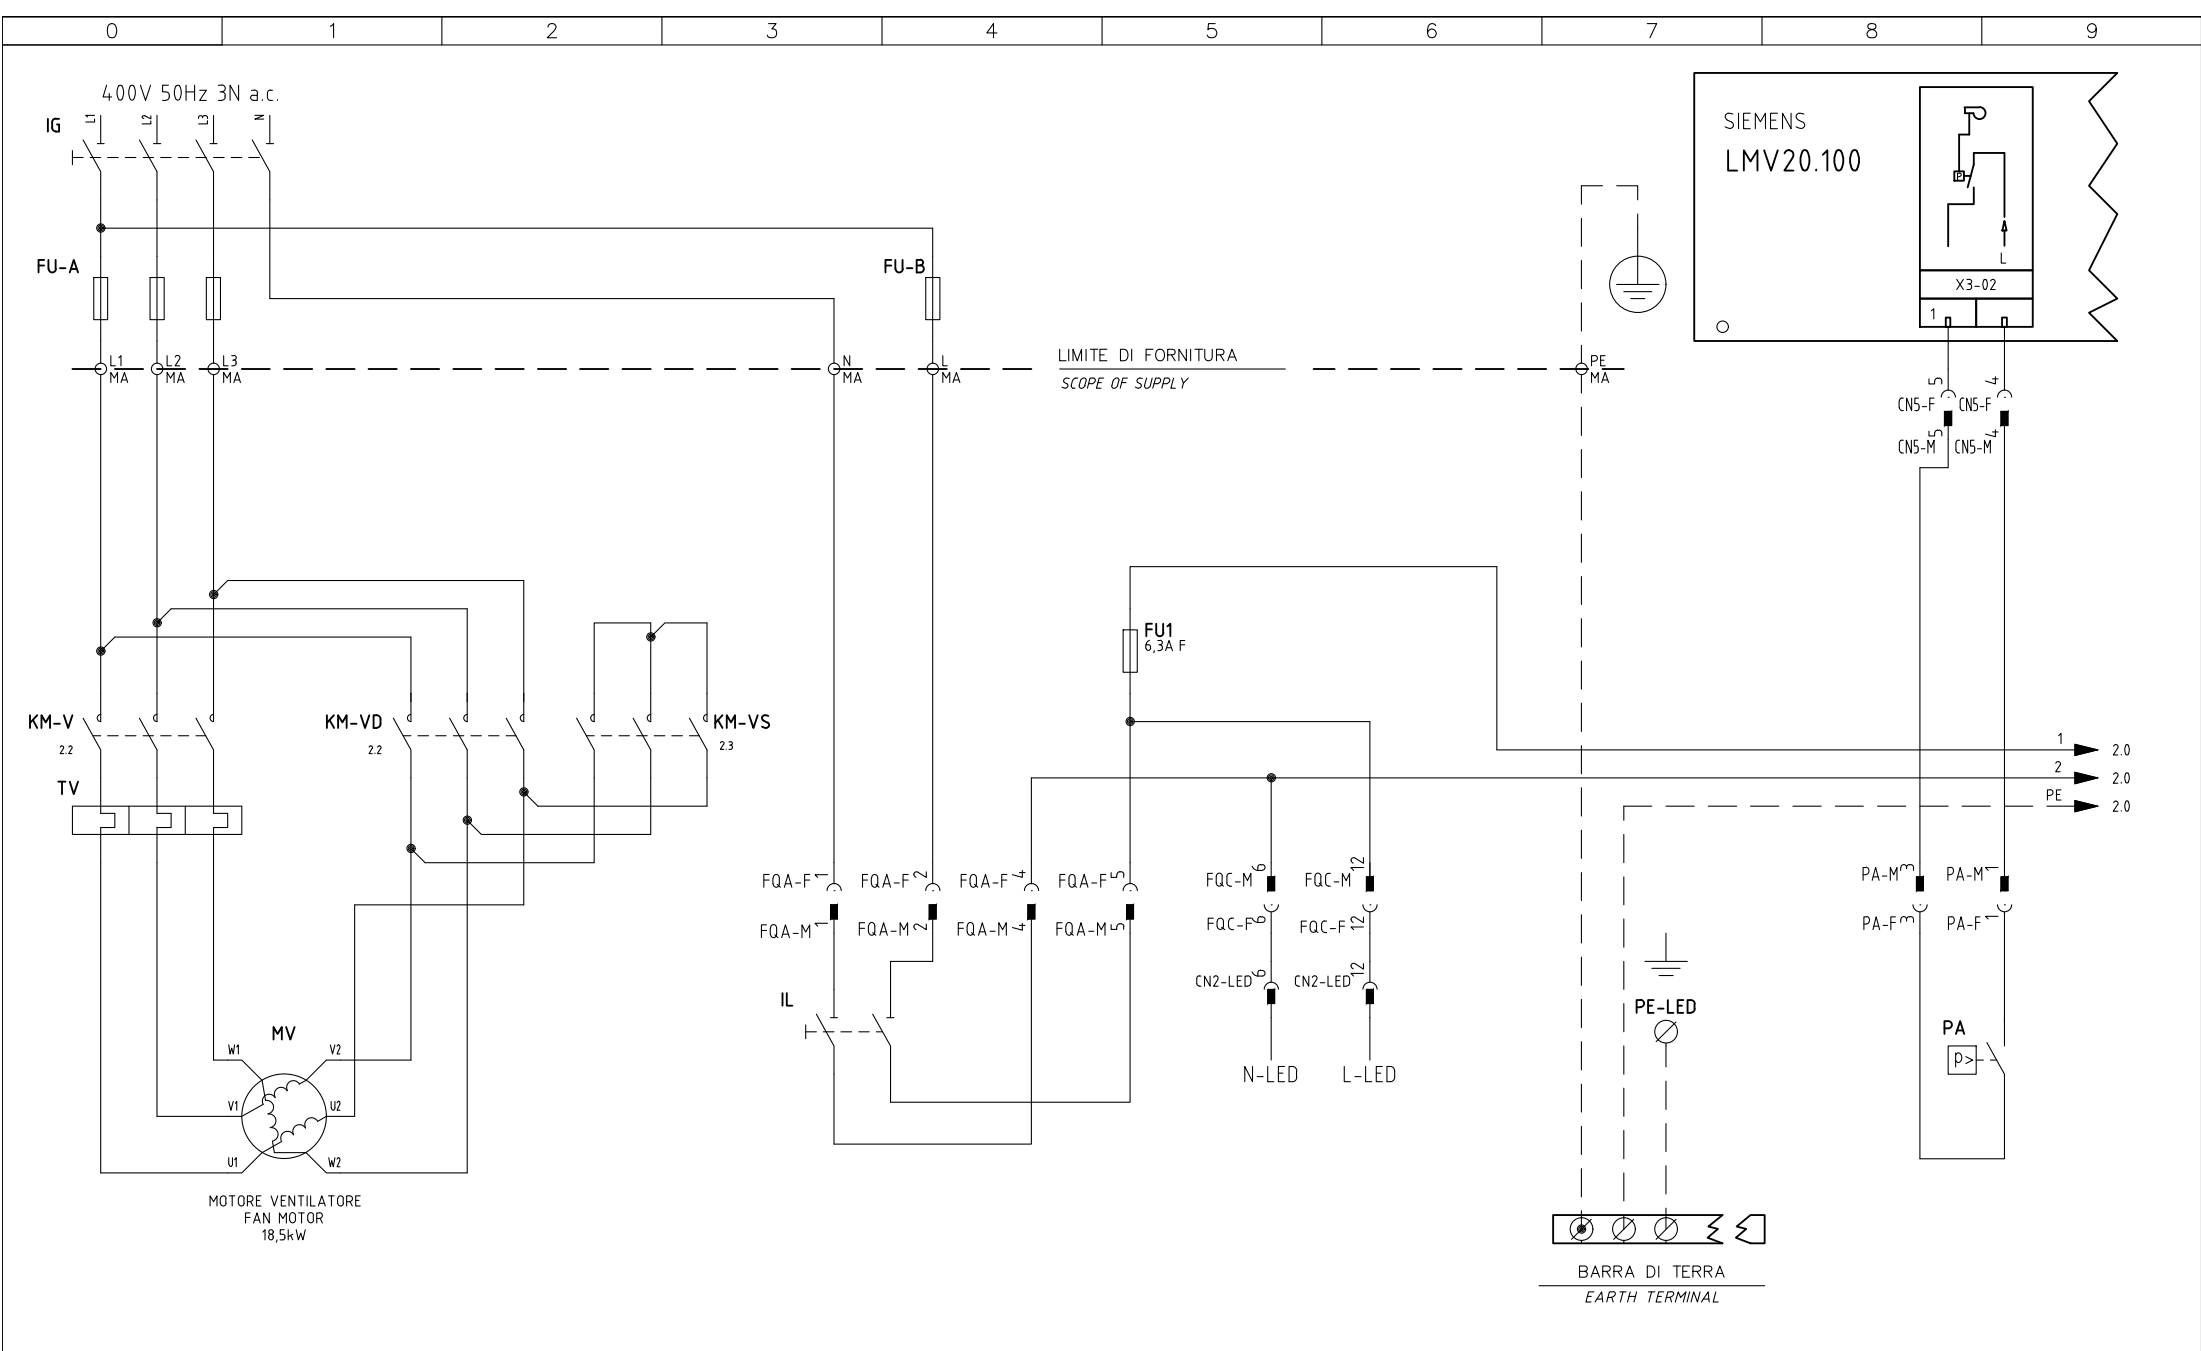 0 1 2 3 4 5 6 7 8 9
400V 50Hz 3N a.c.
IG
L1 L2 L3 N
SIEMENS
LMV20.100
P
L
X3-02
1
FU-A
FU-B
L1 MA
L2 MA
L3 MA
N MA
L MA
LIMITE DI FORNITURA
SCOPE OF SUPPLY
PE MA
5 4
CN5-F CN5-F
5 4
CN5-M CN5-M
FU1
6,3A F
KM-V
2.2
KM-VD
2.2
KM-VS
2.3
1 2.0
2 2.0
PE 2.0
TV
FQA-F 1
FQA-F 2
FQA-F 4
FQA-F 5
FQC-M 6
FQC-M 12
PA-M 3
PA-M 1
FQA-M 1
FQA-M 2
FQA-M 4
FQA-M 5
FQC-F 6
FQC-F 12
PA-F 3
PA-F 1
CN2-LED 6
CN2-LED 12
IL
PE-LED
PA
P>
N-LED
L-LED
MV
W1 V2
V1 U2
U1 W2
MOTORE VENTILATORE
FAN MOTOR
18,5kW
BARRA DI TERRA
EARTH TERMINAL